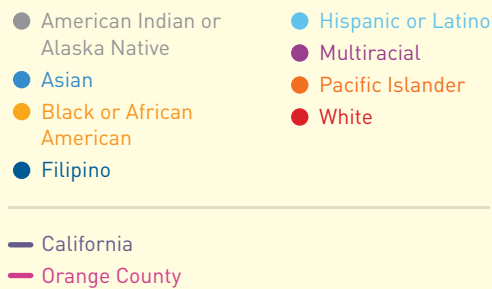 American Indian or
Alaska Native
Asian
Black or African
American
Filipino
Hispanic or Latino
Multiracial
Pacific Islander
White
California
Orange County